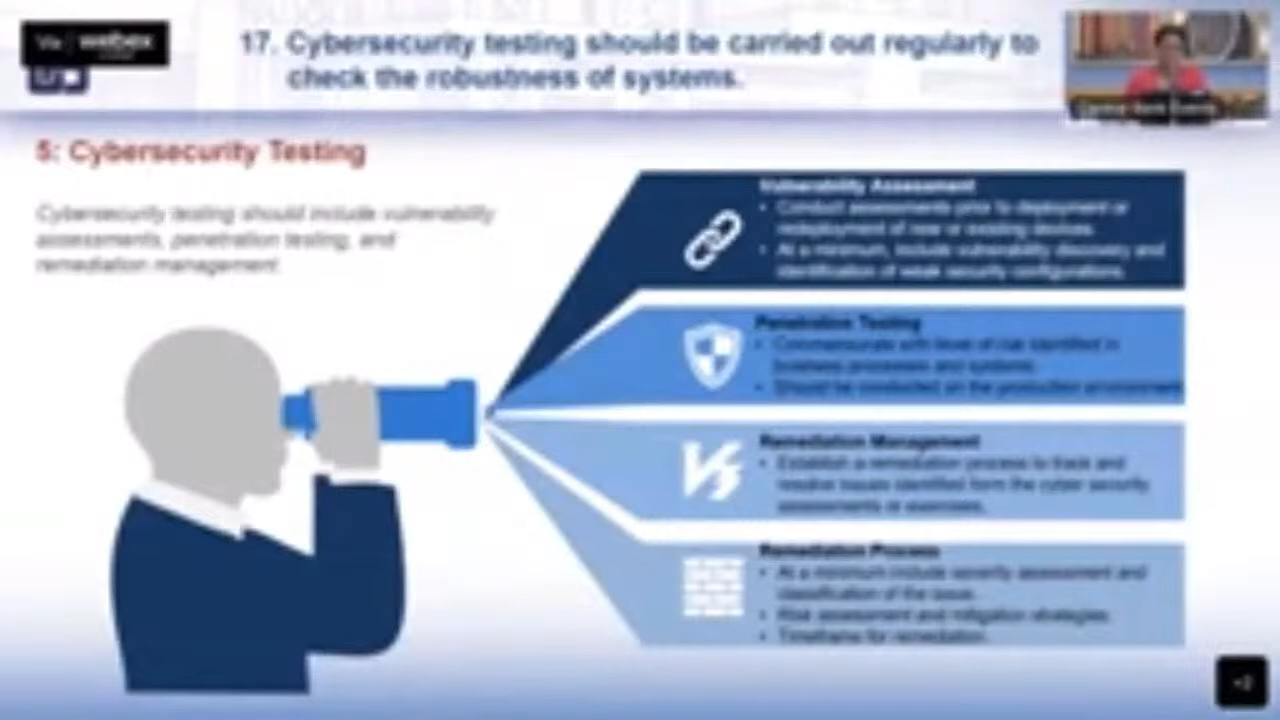 Via webex
17. Cybersecurity testing should be carried out regularly to
check the robustness of systems.
5: Cybersecurity Testing
Cybersecurity testing should include vulnerability
assessments, penetration testing, and
remediation management
Vulnerability Assessment
• Conduct assessments prior to deployment or
redeployment of new or existing devices.
• At a minimum, include vulnerability discovery and
identification of weak security configurations.
Penetration Testing
• Commensurate with level of risk identified in
business processes and systems.
• Should be conducted on the production environment
Remediation Management
• Establish a remediation process to track and
resolve issues identified form the cyber security
assessments or exercises.
Remediation Process
• At a minimum include severity assessment and
classification of the issue.
• Risk assessment and mitigation strategies.
• Timeframe for remediation.